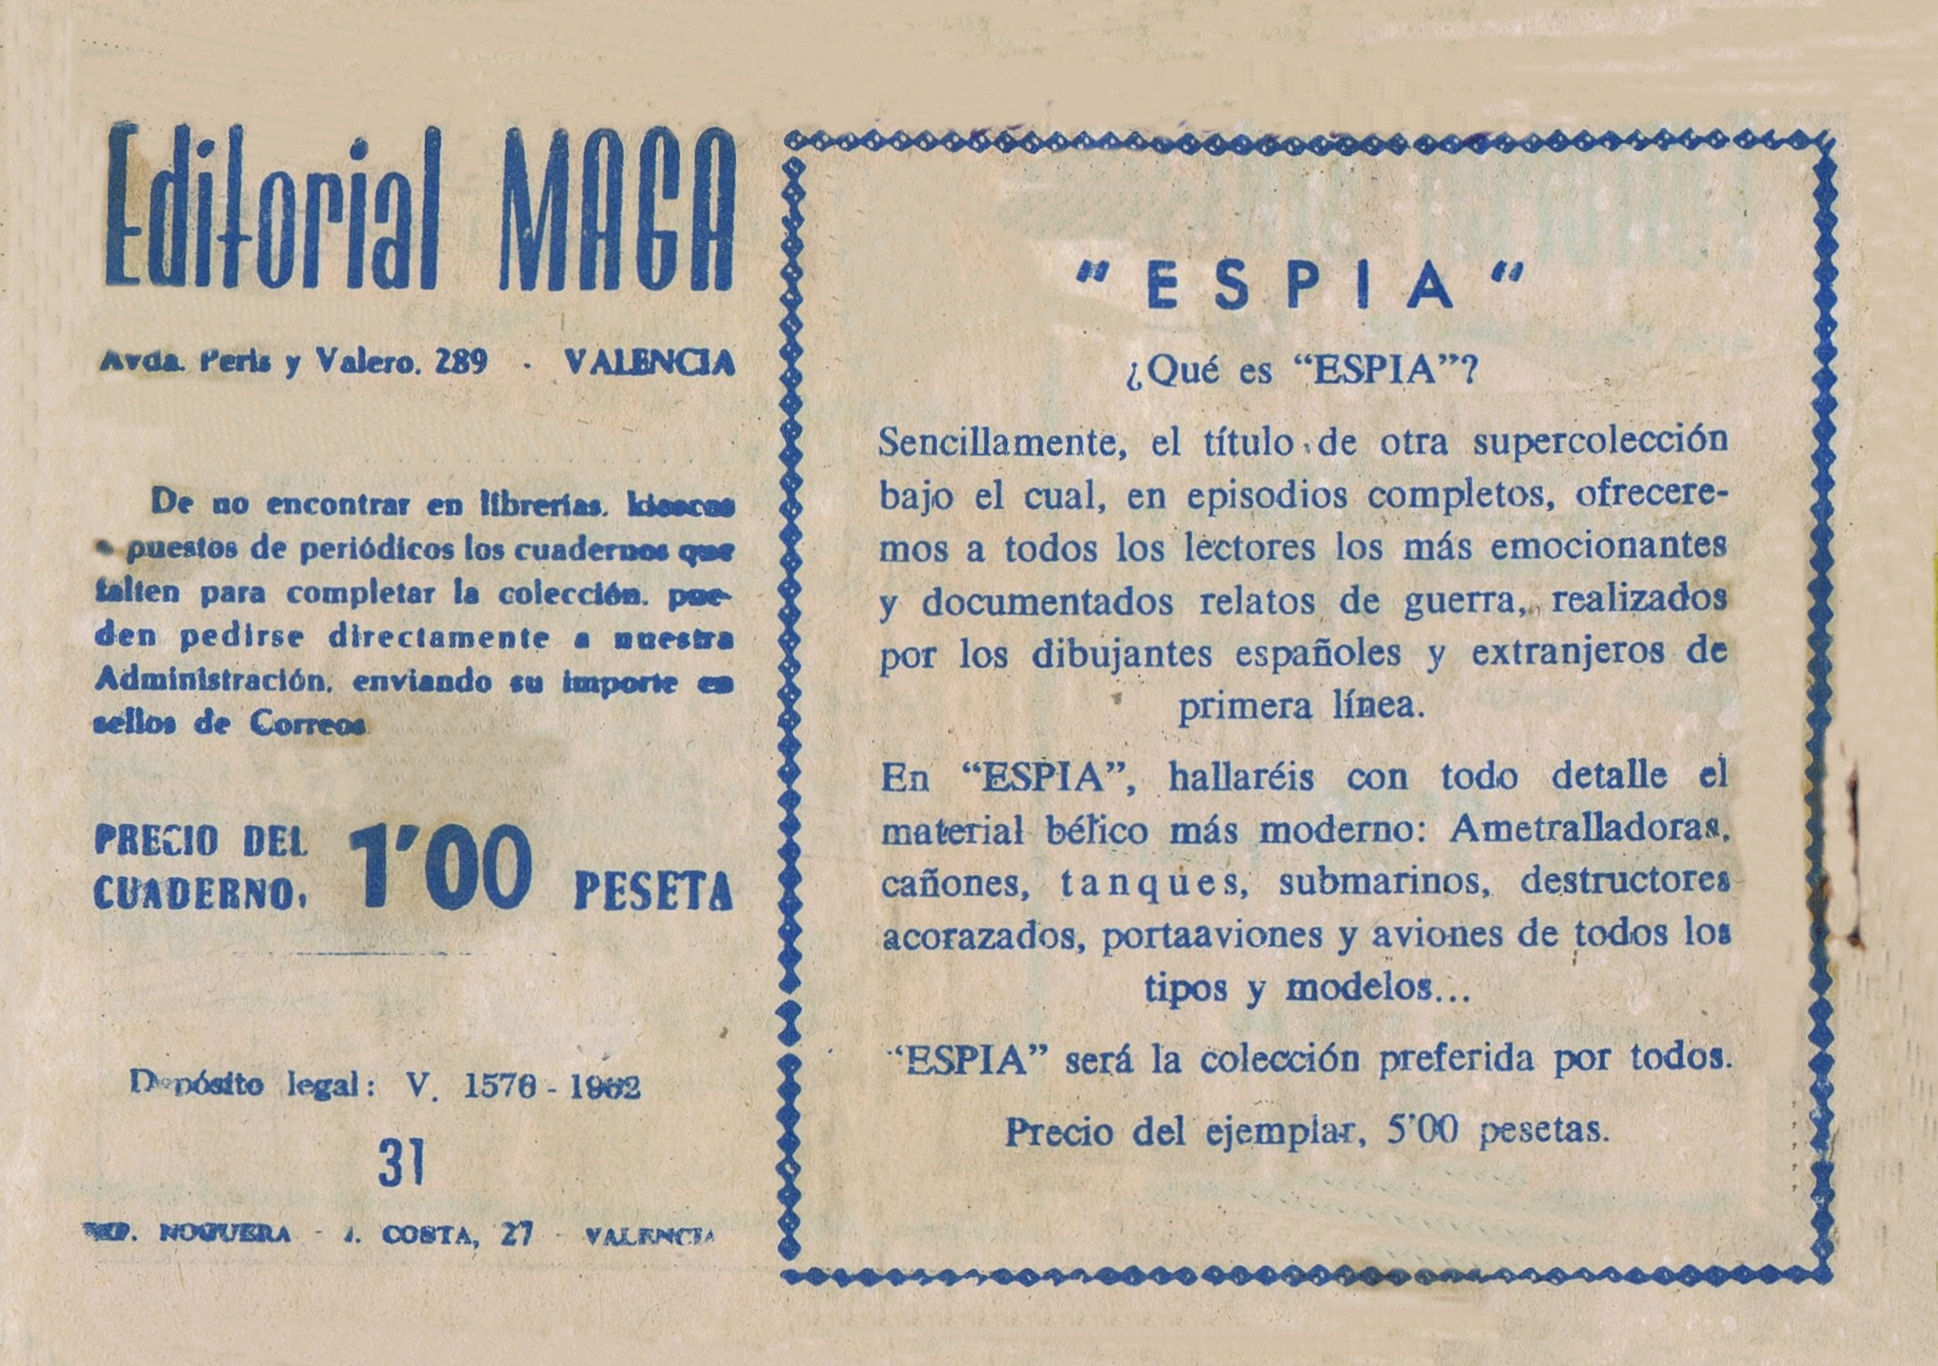 Editorial MAGA
Avda. Peris y Valero, 289 - VALENCIA
De no encontrar en librerías, kioscos
o puestos de periódicos los cuadernos que
falten para completar la colección, pue-
den pedirse directamente a nuestra
Administración, enviando su importe en
sellos de Correos
PRECIO DEL
CUADERNO, 1'00 PESETA
Depósito legal: V. 1576 - 1962
31
IMP. NOGUERA - J. COSTA, 27 - VALENCIA
"ESPIA"
¿Qué es “ESPIA”?
Sencillamente, el título de otra supercolección
bajo el cual, en episodios completos, ofrecere-
mos a todos los lectores los más emocionantes
y documentados relatos de guerra, realizados
por los dibujantes españoles y extranjeros de
primera línea.
En “ESPIA”, hallaréis con todo detalle el
material bélico más moderno: Ametralladoras,
cañones, tanques, submarinos, destructores
acorazados, portaaviones y aviones de todos los
tipos y modelos...
“ESPIA” será la colección preferida por todos.
Precio del ejemplar, 5'00 pesetas.